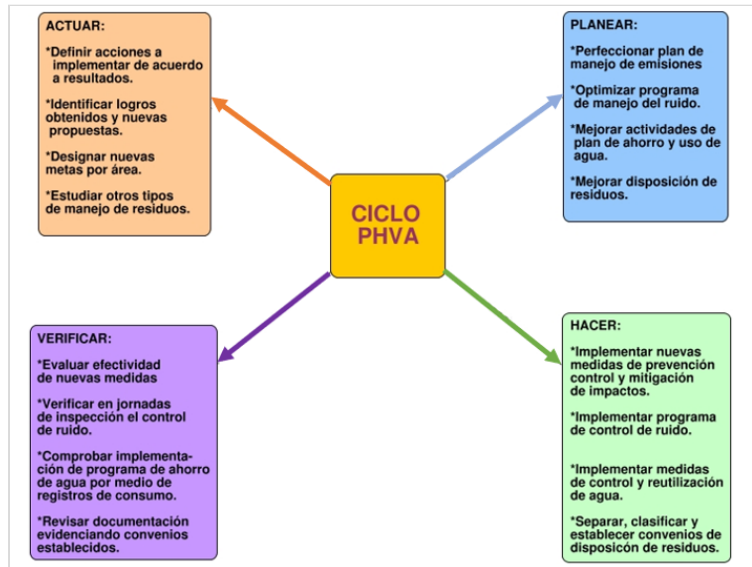 ACTUAR:
*Definir acciones a
implementar de acuerdo
a resultados.
*Identificar logros
obtenidos y nuevas
propuestas.
*Designar nuevas
metas por área.
*Estudiar otros tipos
de manejo de residuos.
PLANEAR:
*Perfeccionar plan de
manejo de emisiones
*Optimizar programa
de manejo del ruido.
*Mejorar actividades de
plan de ahorro y uso de
agua.
*Mejorar disposición de
residuos.
CICLO
PHVA
VERIFICAR:
*Evaluar efectividad
de nuevas medidas
*Verificar en jornadas
de inspección el control
de ruido.
*Comprobar implementa-
ción de programa de ahorro
de agua por medio de
registros de consumo.
*Revisar documentación
evidenciando convenios
establecidos.
HACER:
*Implementar nuevas
medidas de prevención
control y mitigación
de impactos.
*Implementar programa
de control de ruido.
*Implementar medidas
de control y reutilización
de agua.
*Separar, clasificar y
establecer convenios de
disposicón de residuos.